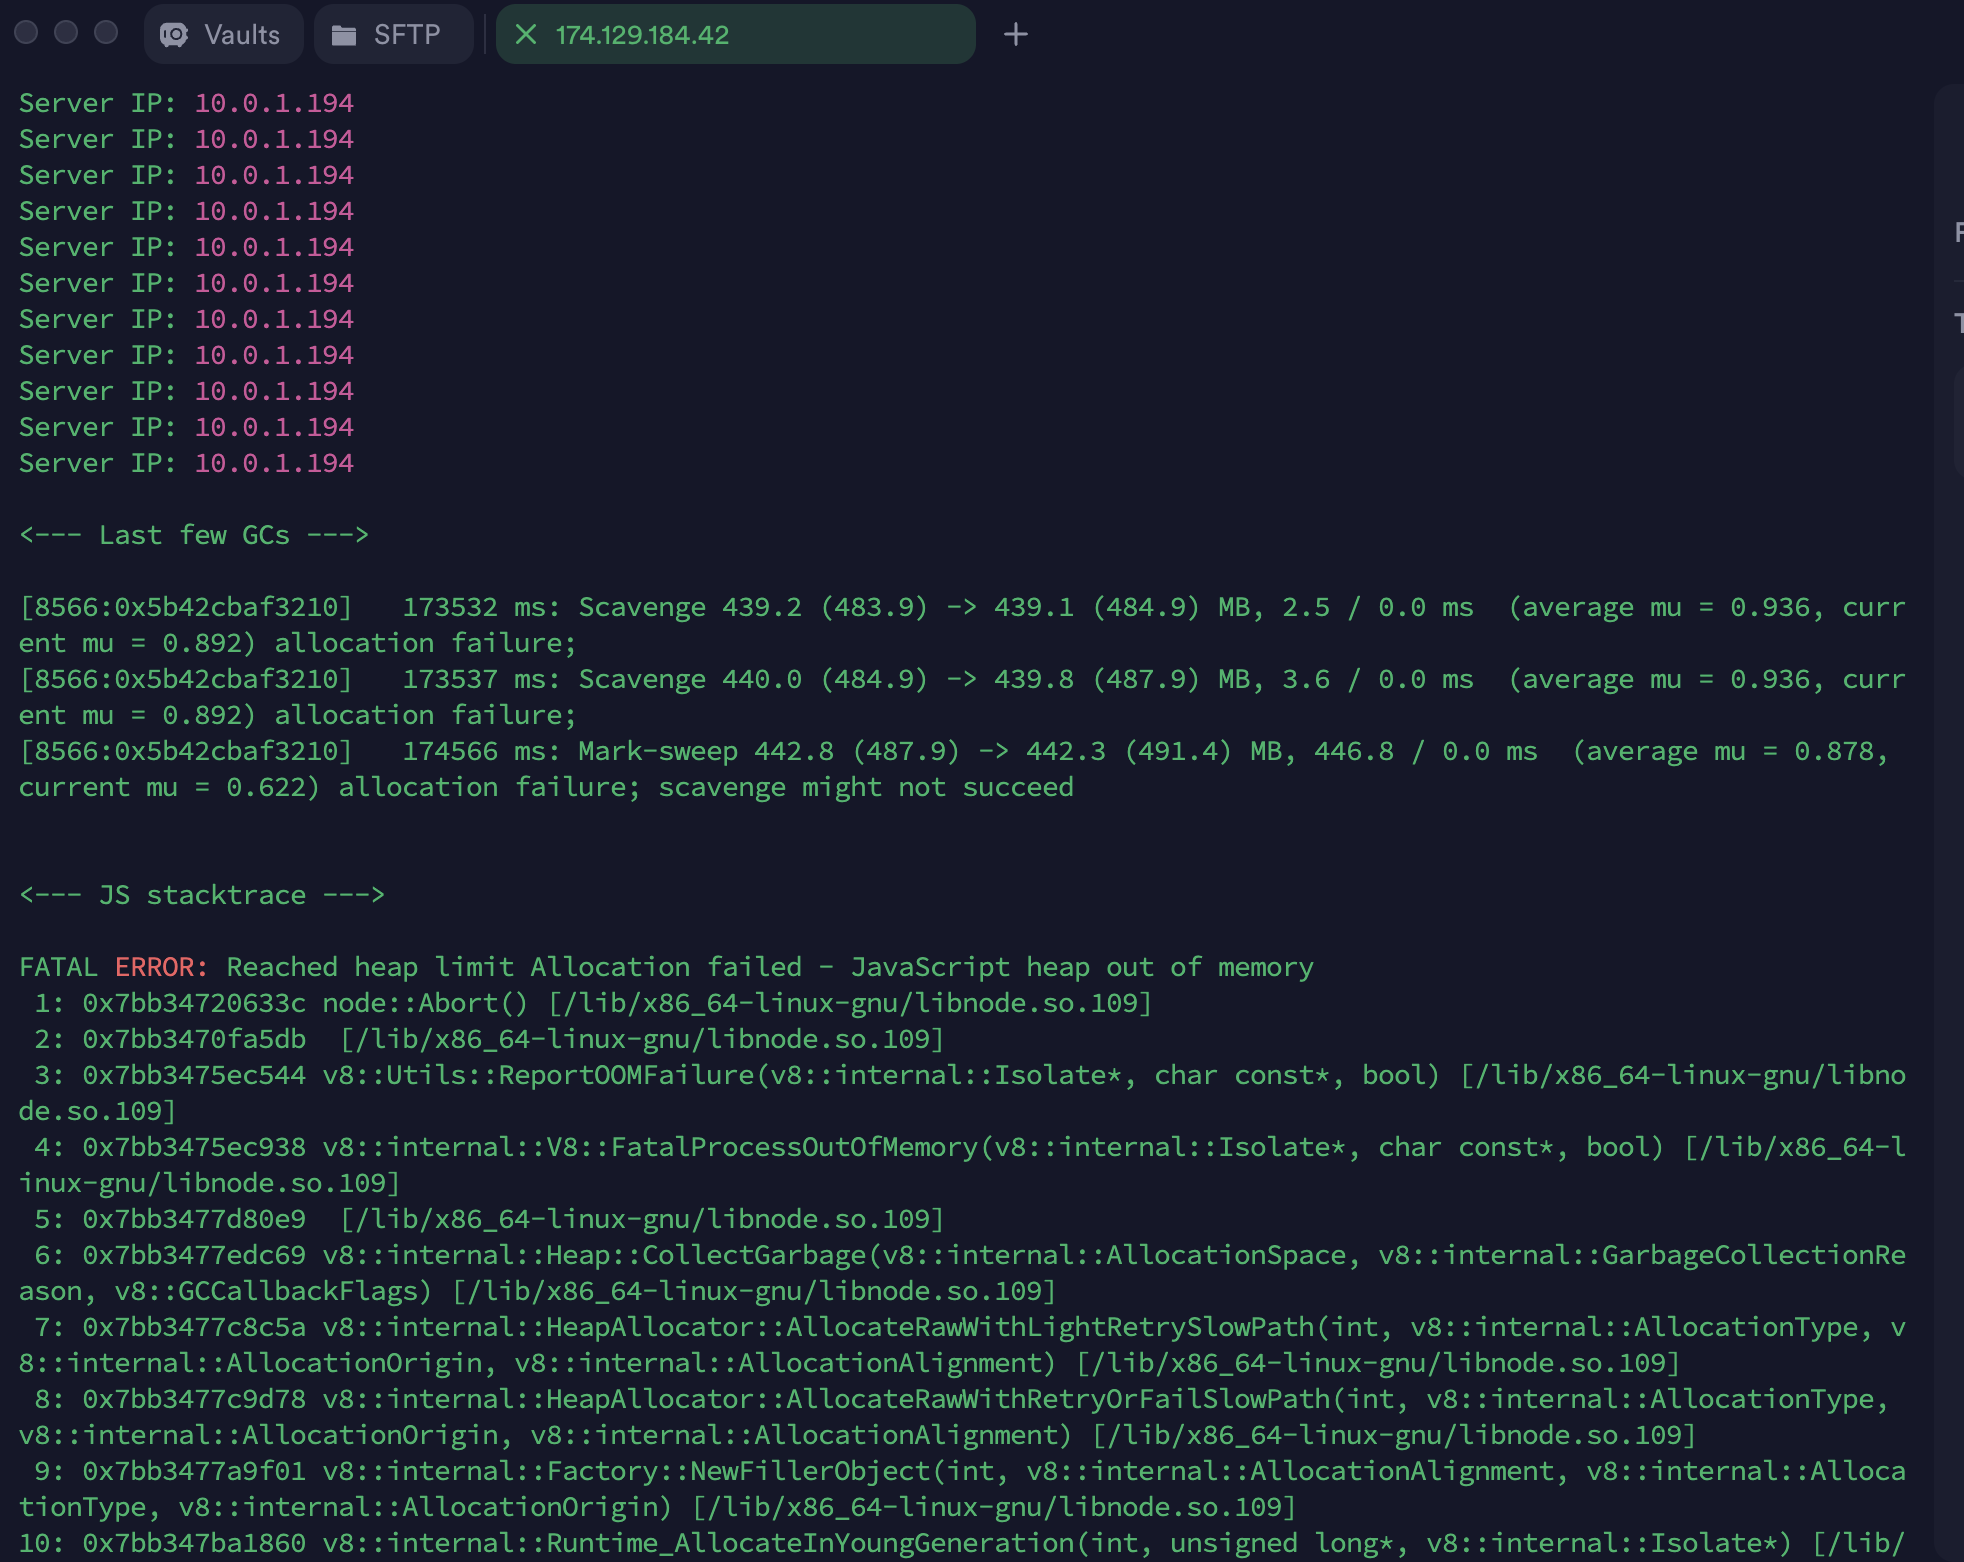 Vaults SFTP 174.129.184.42
Server IP: 10.0.1.194
Server IP: 10.0.1.194
Server IP: 10.0.1.194
Server IP: 10.0.1.194
Server IP: 10.0.1.194
Server IP: 10.0.1.194
Server IP: 10.0.1.194
Server IP: 10.0.1.194
Server IP: 10.0.1.194
Server IP: 10.0.1.194
Server IP: 10.0.1.194
<--- Last few GCs --->
[8566:0x5b42cbaf3210]   173532 ms: Scavenge 439.2 (483.9) -> 439.1 (484.9) MB, 2.5 / 0.0 ms  (average mu = 0.936, curr
ent mu = 0.892) allocation failure;
[8566:0x5b42cbaf3210]   173537 ms: Scavenge 440.0 (484.9) -> 439.8 (487.9) MB, 3.6 / 0.0 ms  (average mu = 0.936, curr
ent mu = 0.892) allocation failure;
[8566:0x5b42cbaf3210]   174566 ms: Mark-sweep 442.8 (487.9) -> 442.3 (491.4) MB, 446.8 / 0.0 ms  (average mu = 0.878,
current mu = 0.622) allocation failure; scavenge might not succeed
<--- JS stacktrace --->
FATAL ERROR: Reached heap limit Allocation failed - JavaScript heap out of memory
 1: 0x7bb34720633c node::Abort() [/lib/x86_64-linux-gnu/libnode.so.109]
 2: 0x7bb3470fa5db  [/lib/x86_64-linux-gnu/libnode.so.109]
 3: 0x7bb3475ec544 v8::Utils::ReportOOMFailure(v8::internal::Isolate*, char const*, bool) [/lib/x86_64-linux-gnu/libno
de.so.109]
 4: 0x7bb3475ec938 v8::internal::V8::FatalProcessOutOfMemory(v8::internal::Isolate*, char const*, bool) [/lib/x86_64-l
inux-gnu/libnode.so.109]
 5: 0x7bb3477d80e9  [/lib/x86_64-linux-gnu/libnode.so.109]
 6: 0x7bb3477edc69 v8::internal::Heap::CollectGarbage(v8::internal::AllocationSpace, v8::internal::GarbageCollectionRe
ason, v8::GCCallbackFlags) [/lib/x86_64-linux-gnu/libnode.so.109]
 7: 0x7bb3477c8c5a v8::internal::HeapAllocator::AllocateRawWithLightRetrySlowPath(int, v8::internal::AllocationType, v
8::internal::AllocationOrigin, v8::internal::AllocationAlignment) [/lib/x86_64-linux-gnu/libnode.so.109]
 8: 0x7bb3477c9d78 v8::internal::HeapAllocator::AllocateRawWithRetryOrFailSlowPath(int, v8::internal::AllocationType,
v8::internal::AllocationOrigin, v8::internal::AllocationAlignment) [/lib/x86_64-linux-gnu/libnode.so.109]
 9: 0x7bb3477a9f01 v8::internal::Factory::NewFillerObject(int, v8::internal::AllocationAlignment, v8::internal::Alloca
tionType, v8::internal::AllocationOrigin) [/lib/x86_64-linux-gnu/libnode.so.109]
10: 0x7bb347ba1860 v8::internal::Runtime_AllocateInYoungGeneration(int, unsigned long*, v8::internal::Isolate*) [/lib/